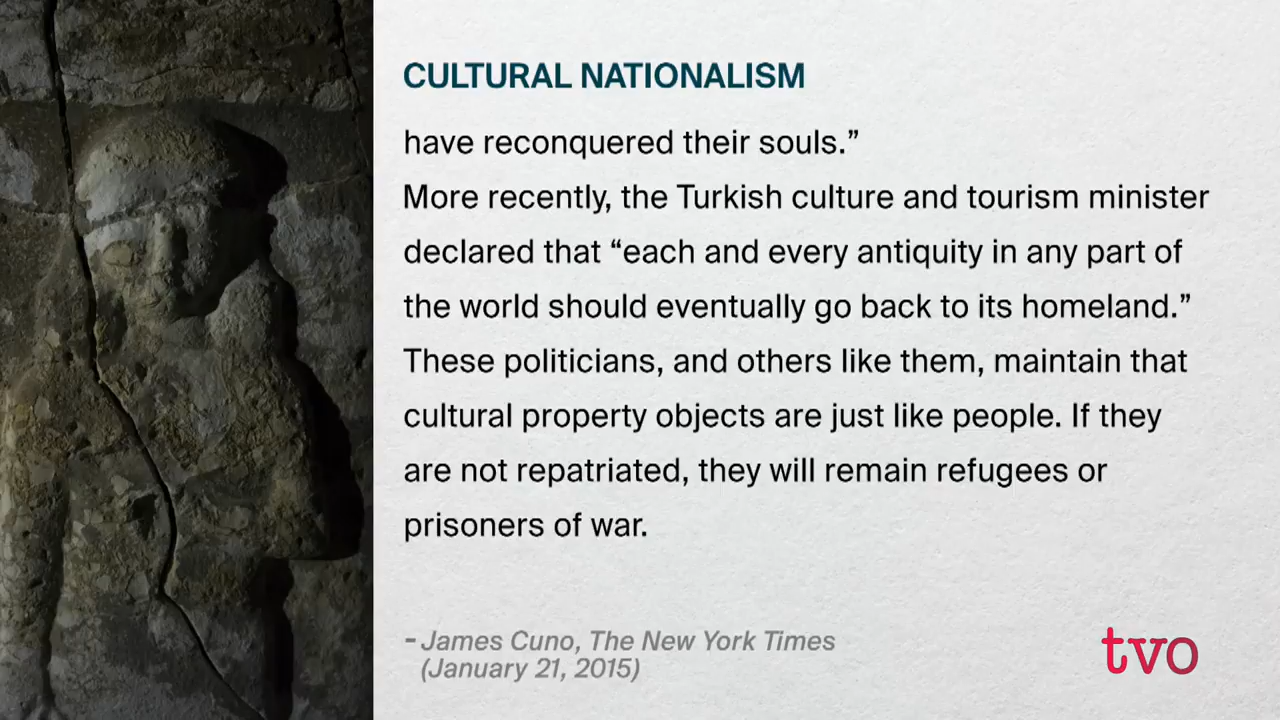 CULTURAL NATIONALISM
have reconquered their souls.”
More recently, the Turkish culture and tourism minister
declared that “each and every antiquity in any part of
the world should eventually go back to its homeland.”
These politicians, and others like them, maintain that
cultural property objects are just like people. If they
are not repatriated, they will remain refugees or
prisoners of war.
- James Cuno, The New York Times
(January 21, 2015)
tvo